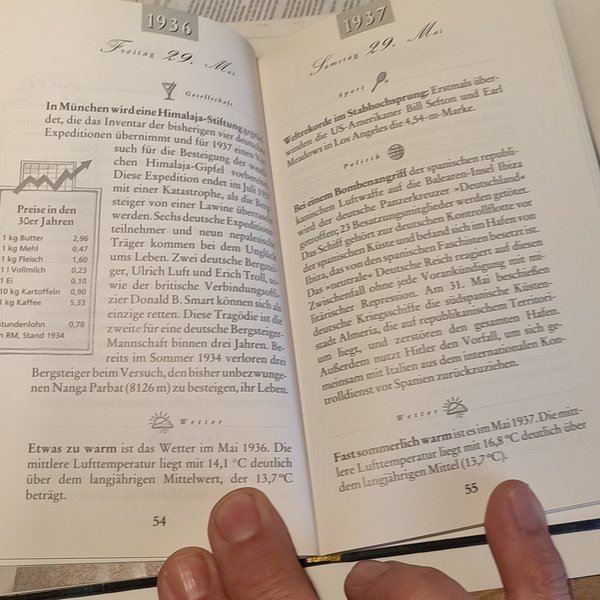 1936
Freitag 29. Mai
Gesellschaft
In München wird eine Himalaja-Stiftung
det, die das Inventar der bisherigen vier deutschen
Expeditionen übernimmt und für 1937 einen Ver-
such für die Besteigung der
chen Himalaja-Gipfel vorbereitet.
Diese Expedition endet im Juli 1937
mit einer Katastrophe, als die Berg-
steiger von einer Lawine überrascht
werden. Sechs deutsche Expeditions-
teilnehmer und neun nepalesische
Träger kommen bei dem Unglück
ums Leben. Zwei deutsche Bergstei-
ger, Ulrich Luft und Erich Troll, so-
wie der britische Verbindungsoffi-
zier Donald B. Smart können sich als
einzige retten. Diese Tragödie ist die
zweite für eine deutsche Bergsteiger-
Mannschaft binnen drei Jahren. Be-
reits im Sommer 1934 verloren drei
Bergsteiger beim Versuch, den bisher unbezwunge-
nen Nanga Parbat (8126 m) zu besteigen, ihr Leben.
Preise in den
30er Jahren
1 kg Butter 2,96
1 kg Mehl 0,47
1 kg Fleisch 1,60
1 l Vollmilch 0,23
1 Ei 0,10
10 kg Kartoffeln 0,90
1 kg Kaffee 5,33
Stundenlohn 0,78
in RM, Stand 1934
Wetter
Etwas zu warm ist das Wetter im Mai 1936. Die
mittlere Lufttemperatur liegt mit 14,1 °C deutlich
über dem langjährigen Mittelwert, der 13,7 °C
beträgt.
54
1937
Samstag 29. Mai
Sport
Weltrekorde im Stabhochsprung: Erstmals über-
winden die US-Amerikaner Bill Sefton und Earl
Meadows in Los Angeles die 4,54-m-Marke.
Politik
Bei einem Bombenangriff der spanischen republi-
kanischen Luftwaffe auf die Balearen-Insel Ibiza
wird der deutsche Panzerkreuzer »Deutschland«
getroffen; 23 Besatzungsmitglieder werden getötet.
Das Schiff gehört zur deutschen Kontrollflotte vor
der spanischen Küste und befand sich im Hafen von
Ibiza, das von den spanischen Faschisten besetzt ist.
Das »neutrale« Deutsche Reich reagiert auf diesen
Zwischenfall ohne jede Vorankündigung mit mi-
litärischer Repression. Am 31. Mai beschießen
deutsche Kriegsschiffe die südspanische Küsten-
stadt Almeria, die auf republikanischem Territori-
um liegt, und zerstören den gesamten Hafen.
Außerdem nutzt Hitler den Vorfall, um sich ge-
meinsam mit Italien aus dem internationalen Kon-
trolldienst vor Spanien zurückzuziehen.
Wetter
Fast sommerlich warm ist es im Mai 1937. Die mitt-
lere Lufttemperatur liegt mit 16,8 °C deutlich über
dem langjährigen Mittel (13,7 °C).
55